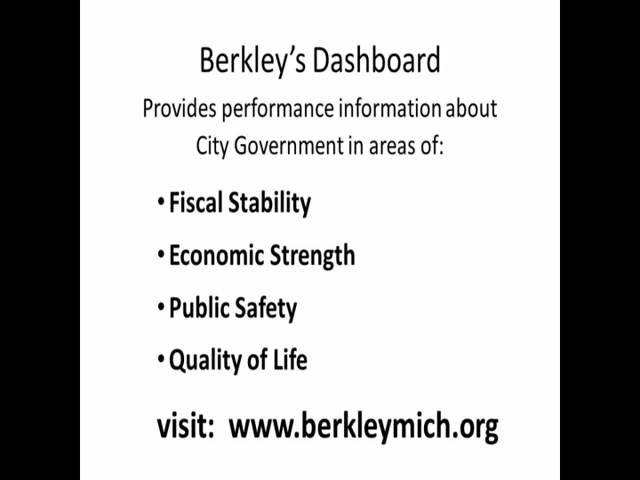 Berkley’s Dashboard
Provides performance information about
City Government in areas of:
• Fiscal Stability
• Economic Strength
• Public Safety
• Quality of Life
visit:  www.berkleymich.org